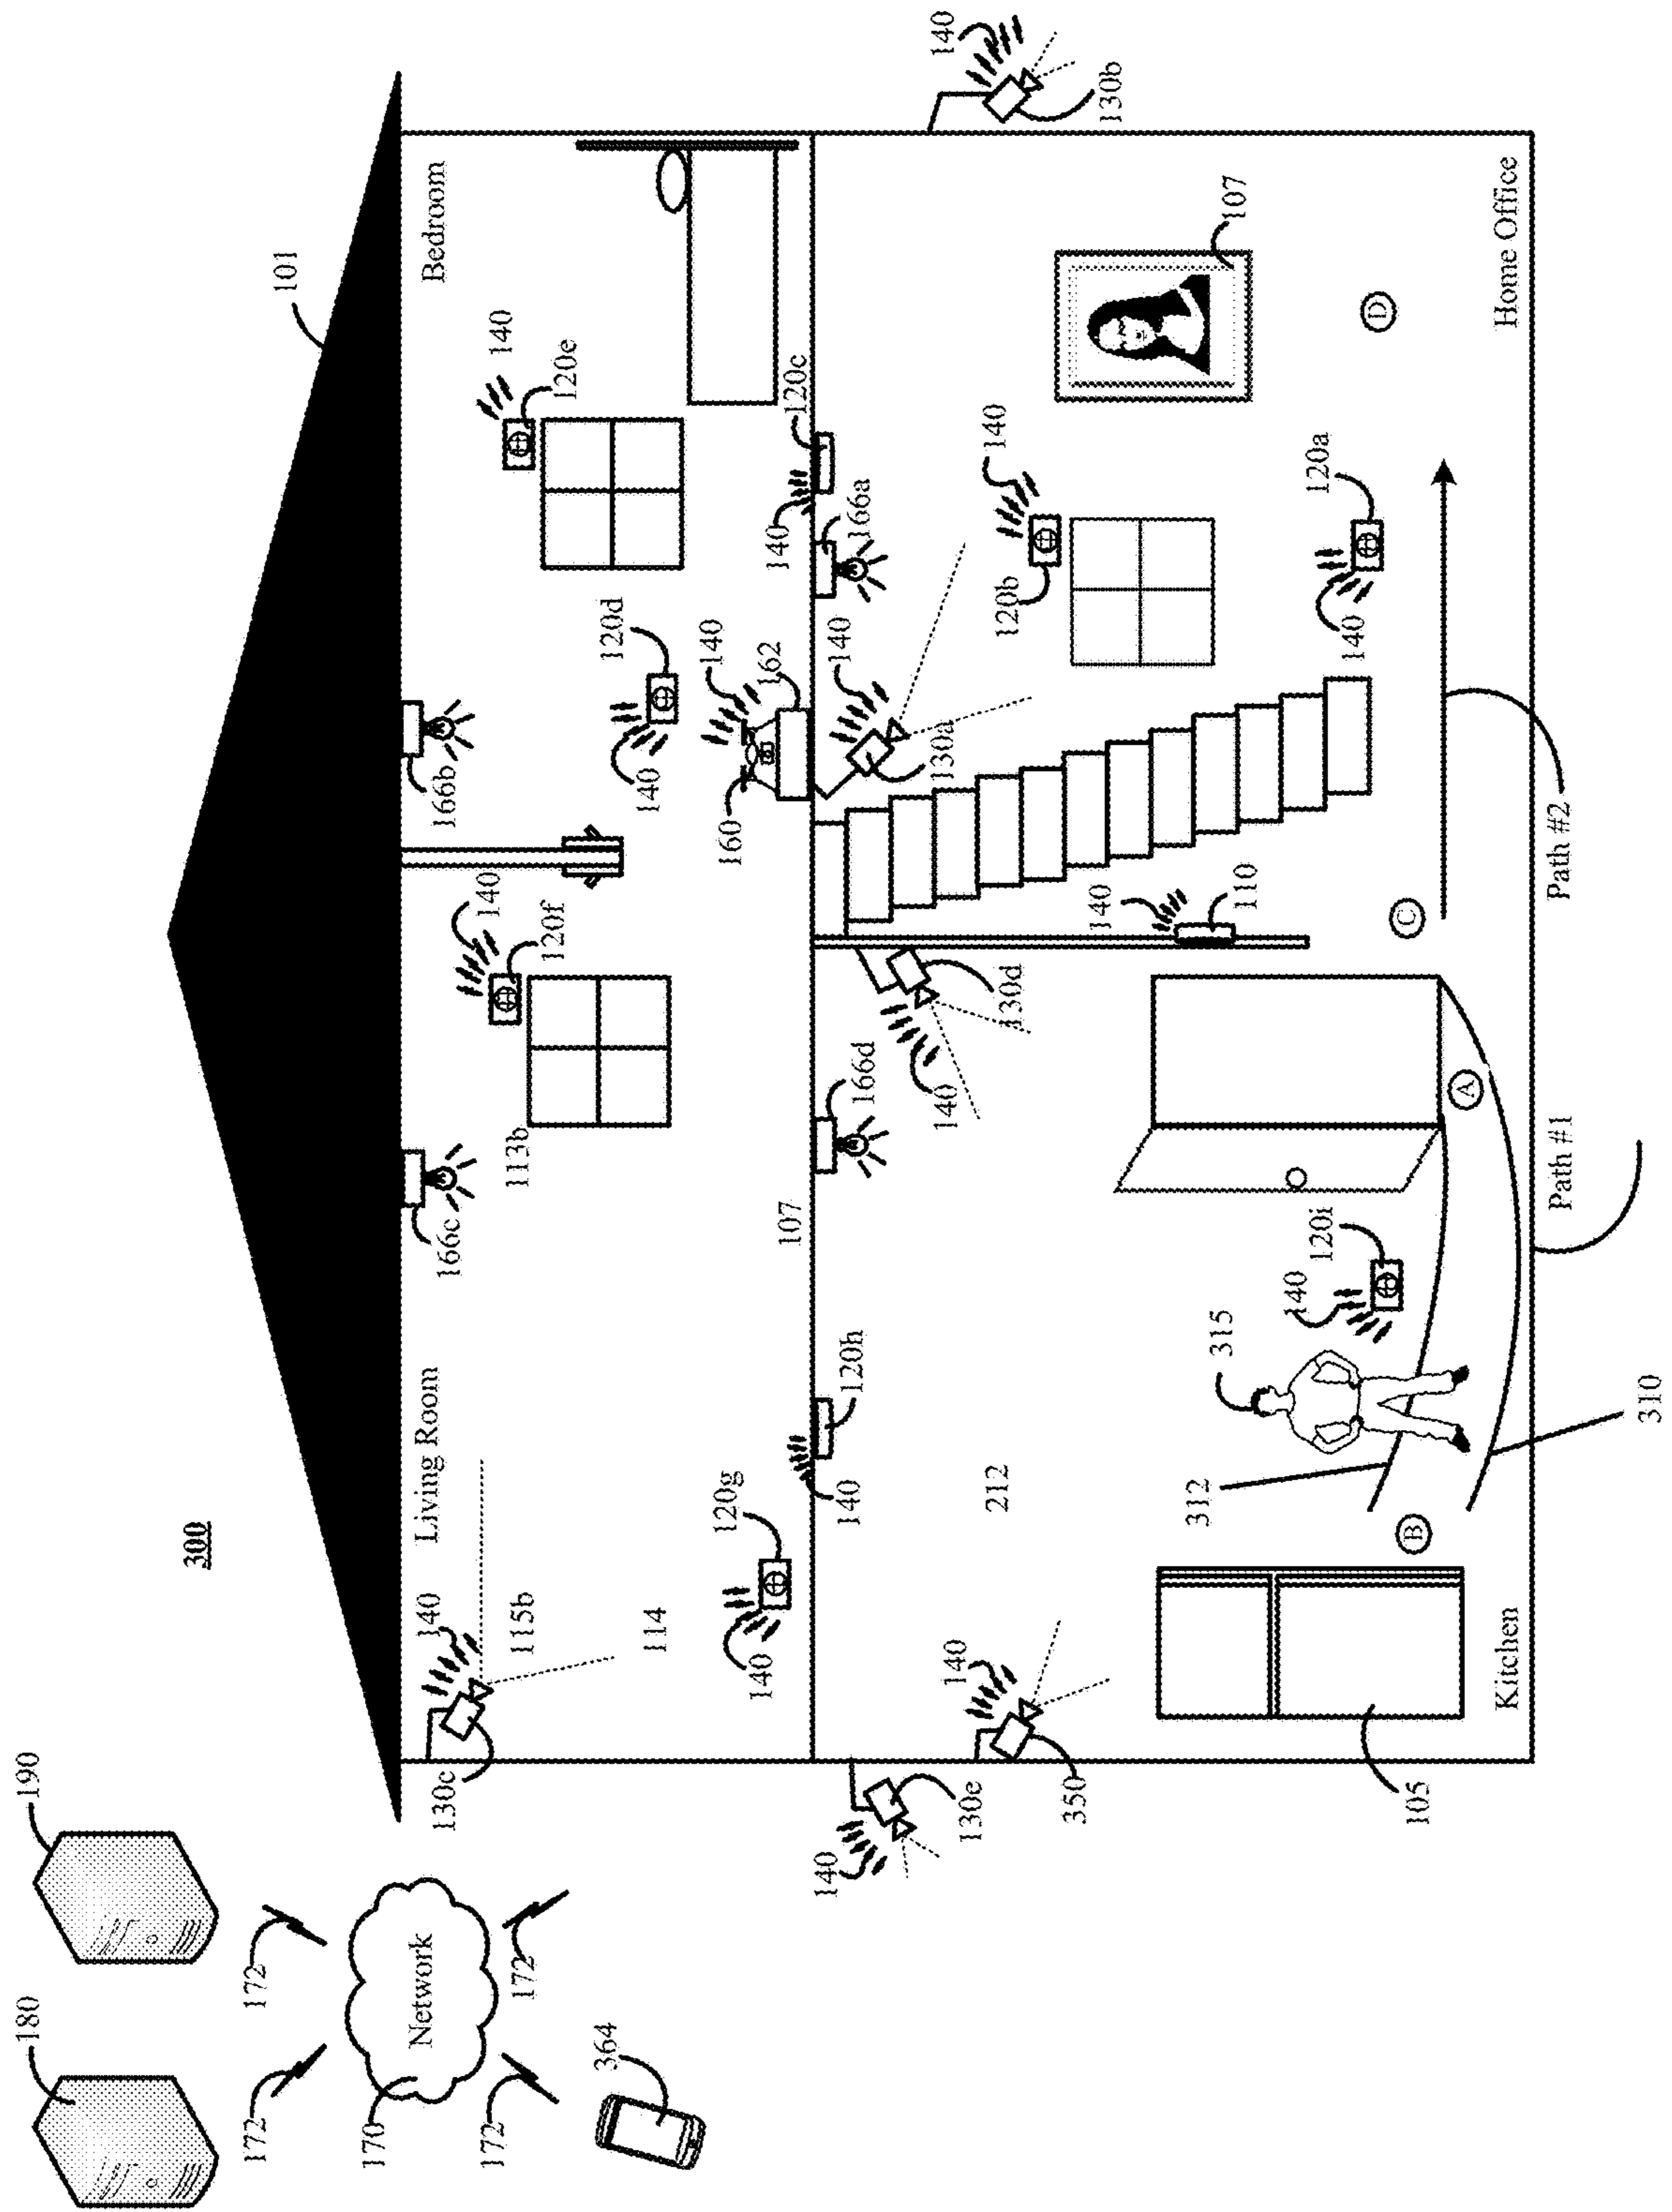 300
180
190
172
172
170
Network
172
172
364
101
Living Room
Bedroom
130c
140
115b
114
166c
113b
120f
140
166b
120d
140
120e
140
120g
140
160
140
162
107
140
120c
140
120h
166d
166a
140
130e
140
350
140
212
130d
140
130a
140
120b
140
130b
140
107
140
110
315
312
120i
140
120a
140
105
Kitchen
B
A
C
D
Home Office
310
Path #1
Path #2